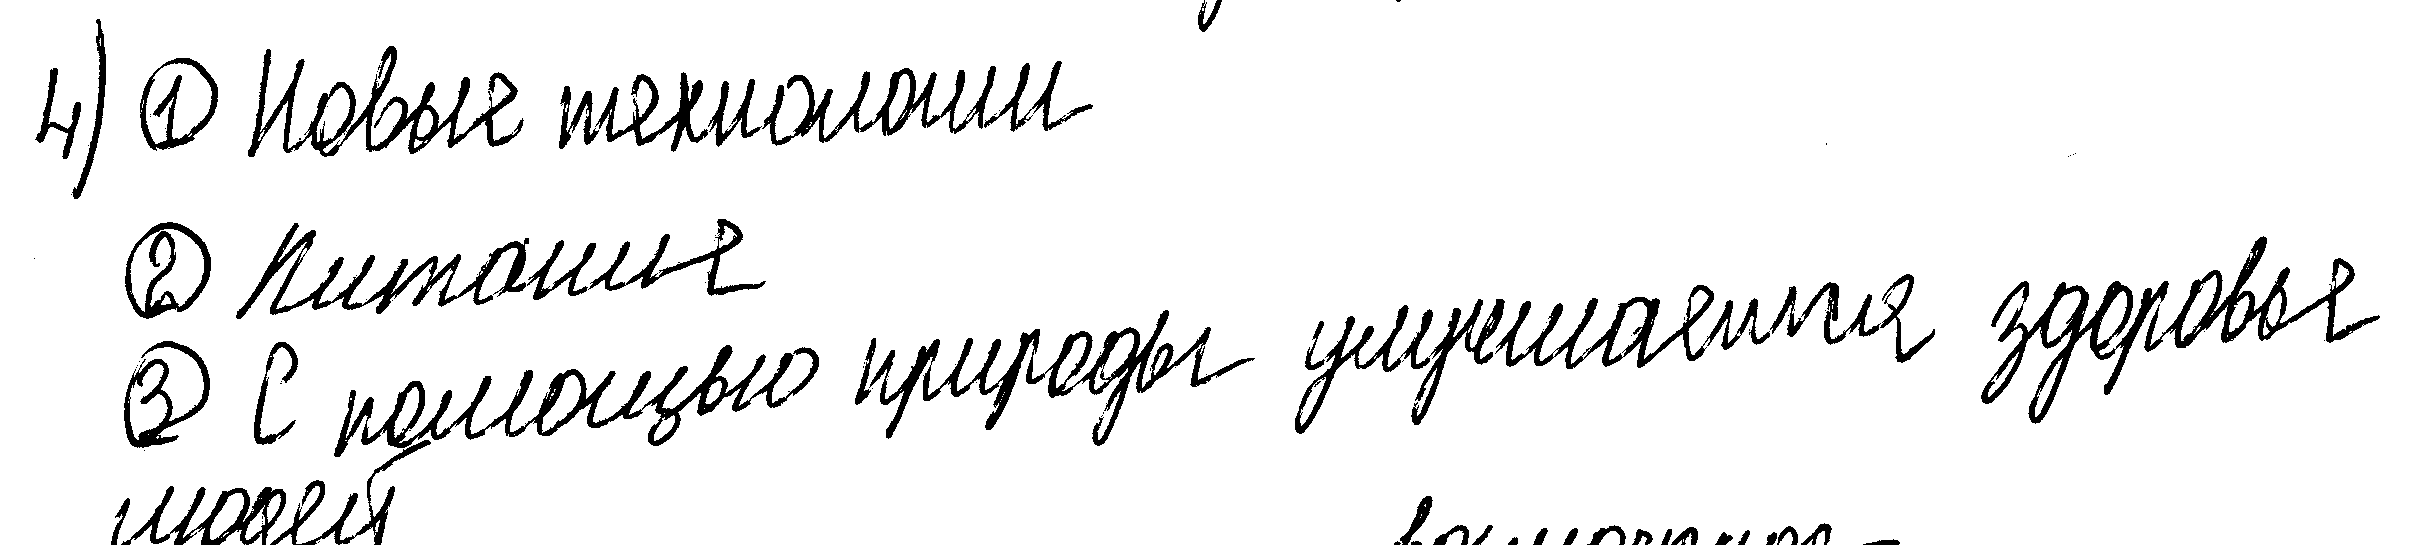 4) ① Новые технологии
② Питание
③ С помощью природы улучшается здоровье
людей